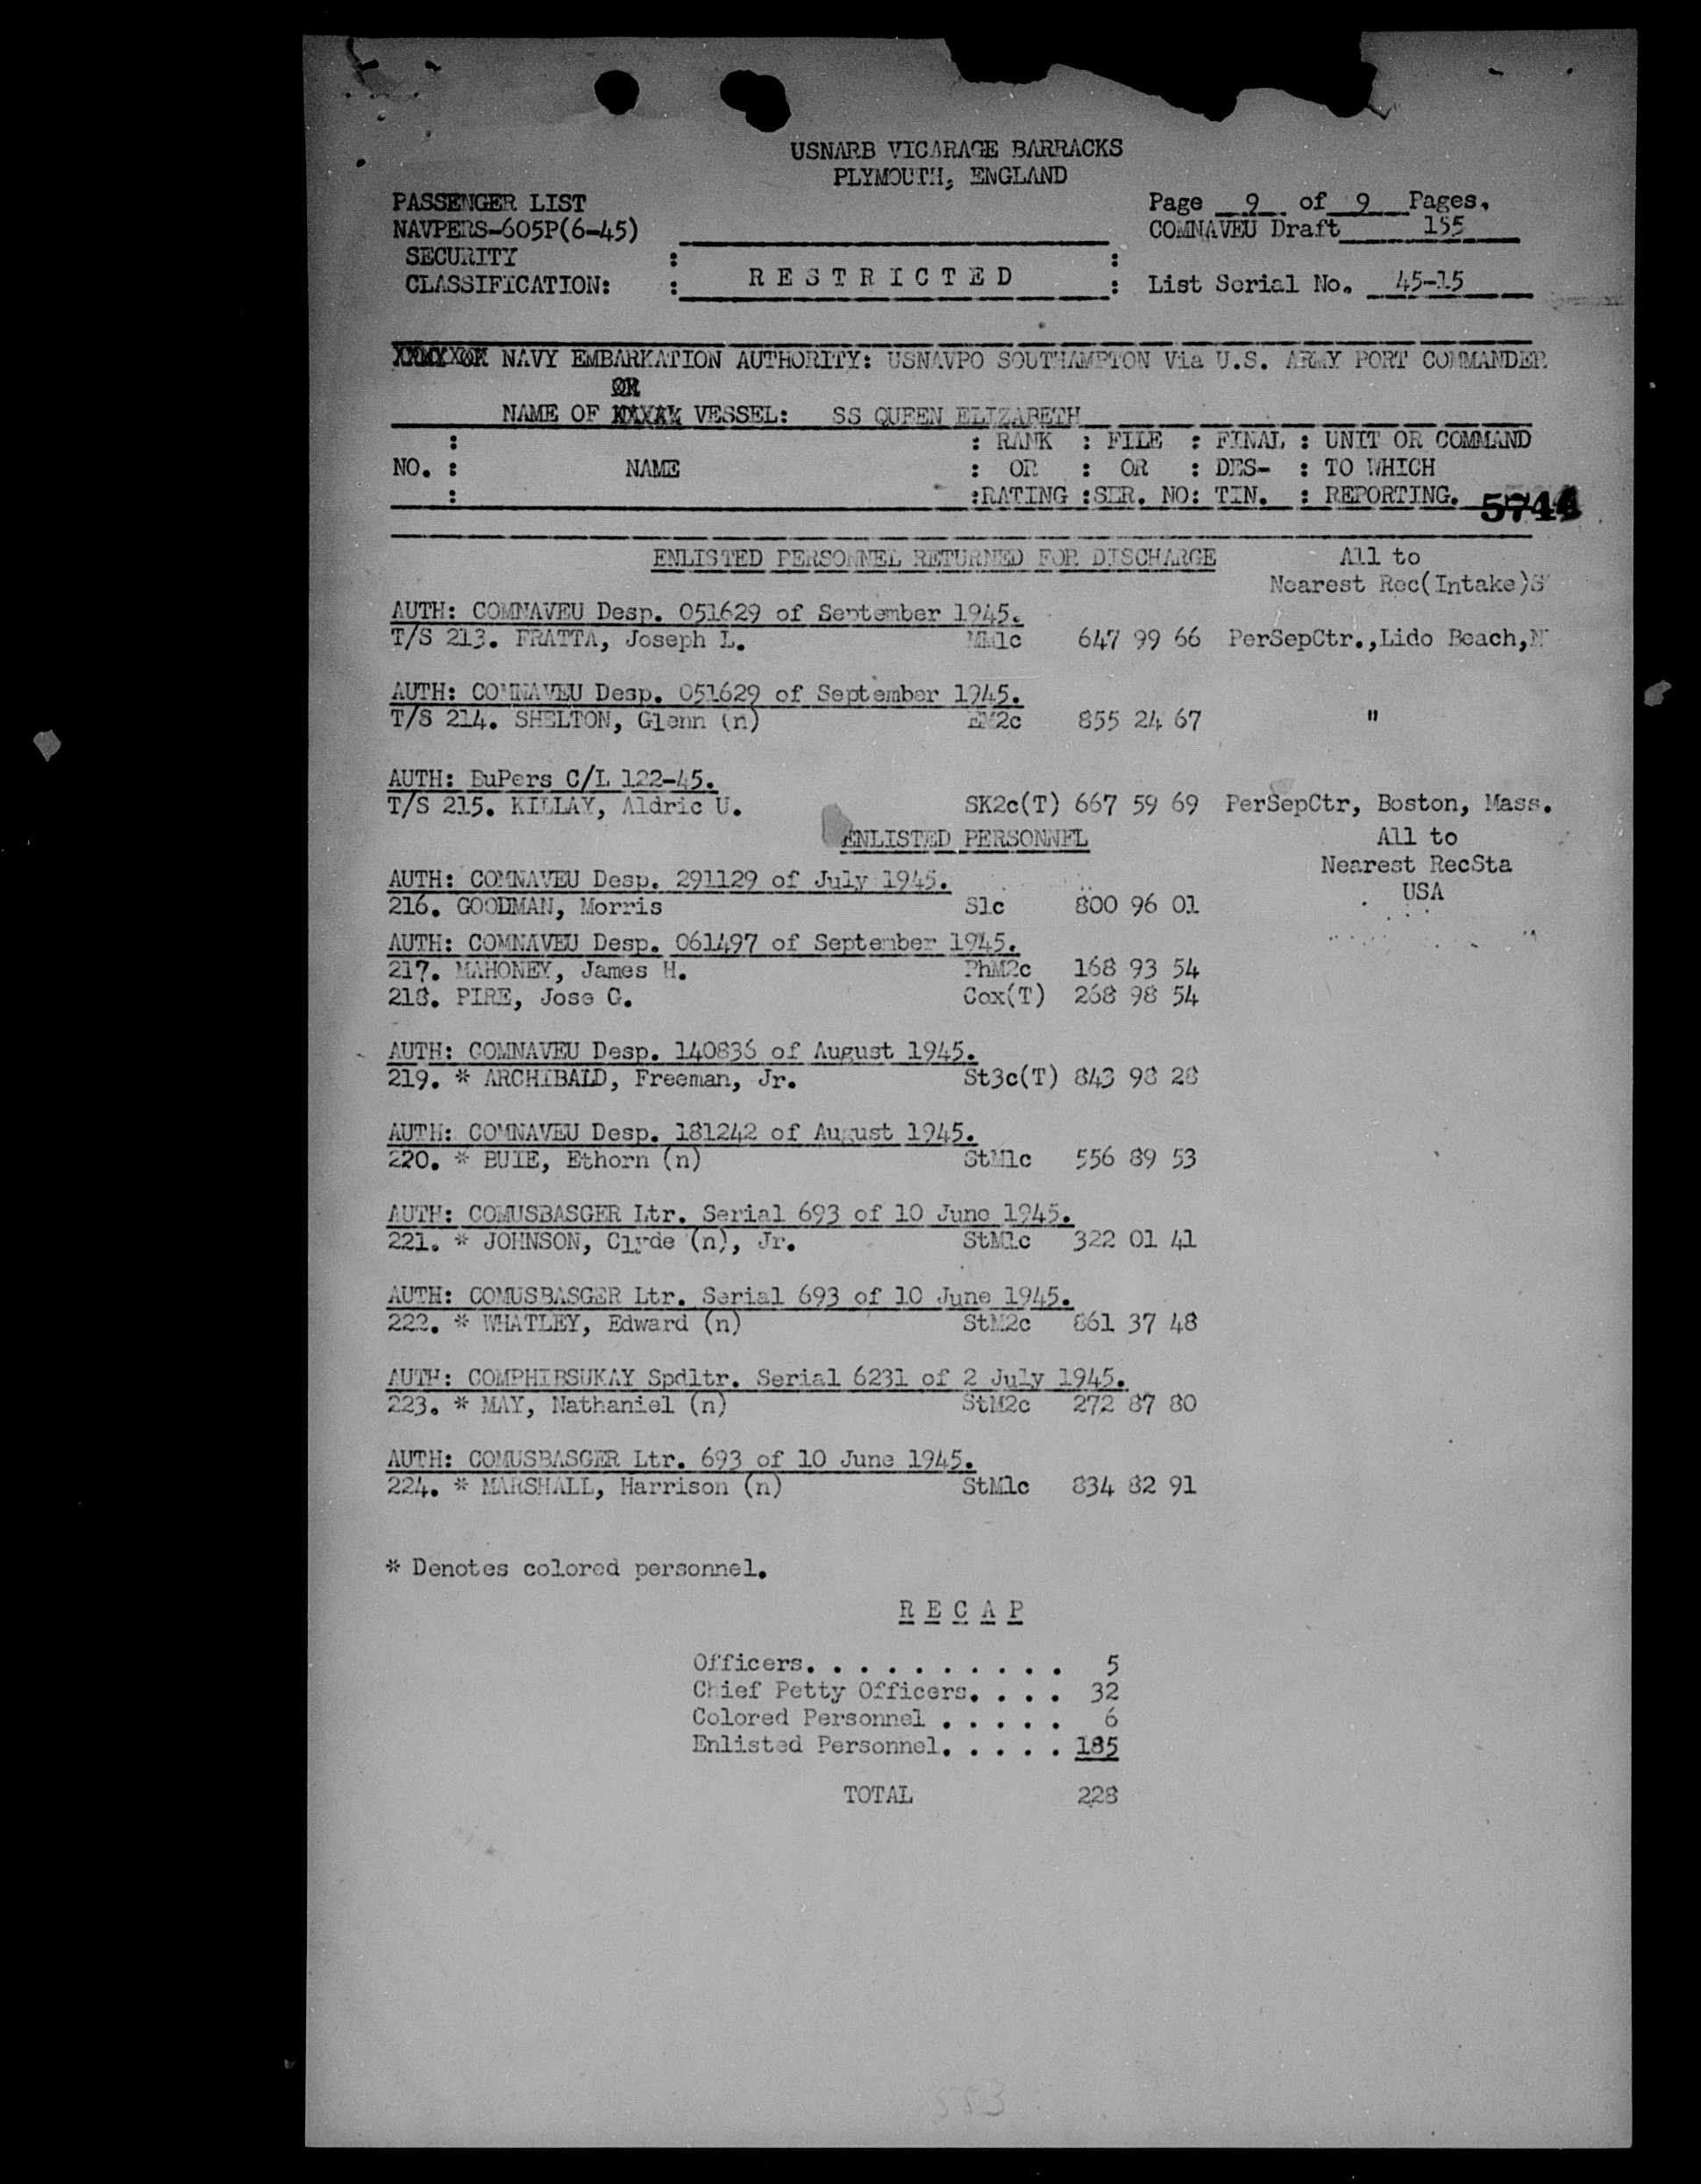 USNARB VICARAGE BARRACKS
PLYMOUTH, ENGLAND
PASSENGER LIST Page 9 of 9 Pages.
NAVPERS-605P(6-45) COMNAVEU Draft 155
SECURITY :  :
CLASSIFICATION: : RESTRICTED : List Serial No. 45-15
NAVY EMBARKATION AUTHORITY: USNAVPO SOUTHAMPTON Via U.S. ARMY PORT COMMANDER
OR
NAME OF VESSEL: SS QUEEN ELIZABETH
: : RANK : FILE : FINAL : UNIT OR COMMAND
NO. : NAME : OR : OR : DES- : TO WHICH
: :RATING :SER. NO: TIN. : REPORTING.
ENLISTED PERSONNEL RETURNED FOR DISCHARGE All to
Nearest Rec(Intake)S
AUTH: COMNAVEU Desp. 051629 of September 1945.
T/S 213. FRATTA, Joseph L. MM1c 647 99 66 PerSepCtr.,Lido Beach,N
AUTH: COMNAVEU Desp. 051629 of September 1945.
T/S 214. SHELTON, Glenn (n) EM2c 855 24 67 "
AUTH: BuPers C/L 122-45.
T/S 215. KILLAY, Aldric U. SK2c(T) 667 59 69 PerSepCtr, Boston, Mass.
ENLISTED PERSONNEL All to
Nearest RecSta
AUTH: COMNAVEU Desp. 291129 of July 1945. USA
216. GOODMAN, Morris S1c 800 96 01
AUTH: COMNAVEU Desp. 061497 of September 1945.
217. MAHONEY, James H. PhM2c 168 93 54
218. PIRE, Jose G. Cox(T) 268 98 54
AUTH: COMNAVEU Desp. 140836 of August 1945.
219. * ARCHIBALD, Freeman, Jr. St3c(T) 843 98 28
AUTH: COMNAVEU Desp. 181242 of August 1945.
220. * BUIE, Ethorn (n) StM1c 556 89 53
AUTH: COMUSBASGER Ltr. Serial 693 of 10 June 1945.
221. * JOHNSON, Clyde (n), Jr. StM1c 322 01 41
AUTH: COMUSBASGER Ltr. Serial 693 of 10 June 1945.
222. * WHATLEY, Edward (n) StM2c 861 37 48
AUTH: COMPHIBSUKAY Spdltr. Serial 6231 of 2 July 1945.
223. * MAY, Nathaniel (n) StM2c 272 87 80
AUTH: COMUSBASGER Ltr. 693 of 10 June 1945.
224. * MARSHALL, Harrison (n) StM1c 834 82 91
* Denotes colored personnel.
RECAP
Officers. . . . . . . . . . 5
Chief Petty Officers. . . . 32
Colored Personnel . . . . . 6
Enlisted Personnel. . . . . 185
TOTAL 228